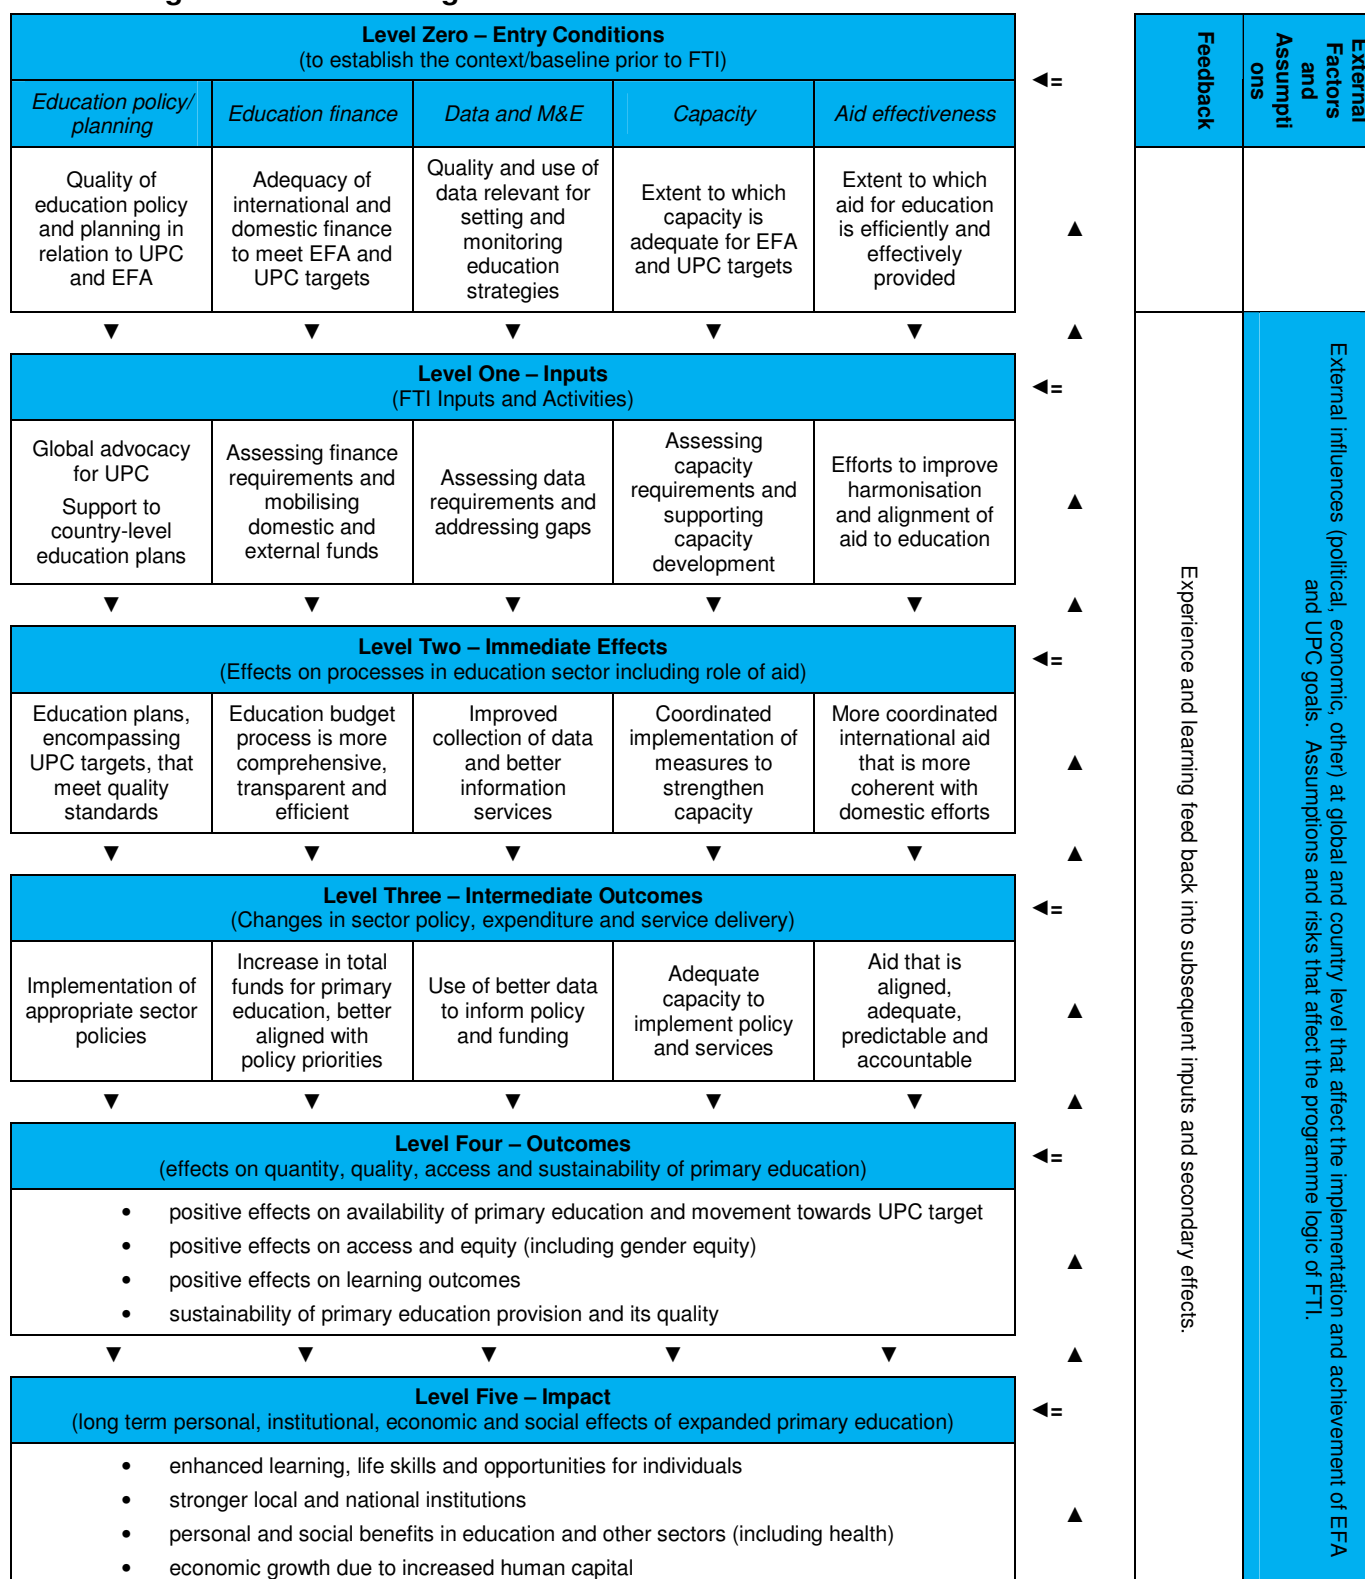 Level Zero – Entry Conditions
(to establish the context/baseline prior to FTI)
Education policy/
planning
Education finance
Data and M&E
Capacity
Aid effectiveness
Quality of
education policy
and planning in
relation to UPC
and EFA
Adequacy of
international and
domestic finance
to meet EFA and
UPC targets
Quality and use of
data relevant for
setting and
monitoring
education
strategies
Extent to which
capacity is
adequate for EFA
and UPC targets
Extent to which
aid for education
is efficiently and
effectively
provided
Level One – Inputs
(FTI Inputs and Activities)
Global advocacy
for UPC
Support to
country-level
education plans
Assessing finance
requirements and
mobilising
domestic and
external funds
Assessing data
requirements and
addressing gaps
Assessing
capacity
requirements and
supporting
capacity
development
Efforts to improve
harmonisation
and alignment of
aid to education
Level Two – Immediate Effects
(Effects on processes in education sector including role of aid)
Education plans,
encompassing
UPC targets, that
meet quality
standards
Education budget
process is more
comprehensive,
transparent and
efficient
Improved
collection of data
and better
information
services
Coordinated
implementation of
measures to
strengthen
capacity
More coordinated
international aid
that is more
coherent with
domestic efforts
Level Three – Intermediate Outcomes
(Changes in sector policy, expenditure and service delivery)
Implementation of
appropriate sector
policies
Increase in total
funds for primary
education, better
aligned with
policy priorities
Use of better data
to inform policy
and funding
Adequate
capacity to
implement policy
and services
Aid that is
aligned,
adequate,
predictable and
accountable
Level Four – Outcomes
(effects on quantity, quality, access and sustainability of primary education)
• positive effects on availability of primary education and movement towards UPC target
• positive effects on access and equity (including gender equity)
• positive effects on learning outcomes
• sustainability of primary education provision and its quality
Level Five – Impact
(long term personal, institutional, economic and social effects of expanded primary education)
• enhanced learning, life skills and opportunities for individuals
• stronger local and national institutions
• personal and social benefits in education and other sectors (including health)
• economic growth due to increased human capital
Feedback
Experience and learning feed back into subsequent inputs and secondary effects.
External
Factors
and
Assumpti
ons
External influences (political, economic, other) at global and country level that affect the implementation and achievement of EFA
and UPC goals. Assumptions and risks that affect the programme logic of FTI.